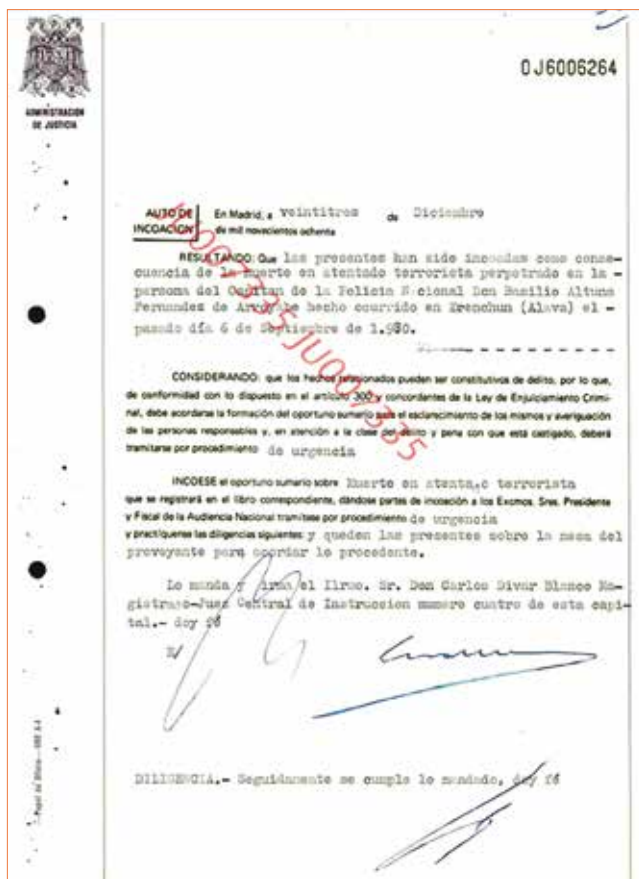 0J6006264
ADMINISTRACION
DE JUSTICIA
AUTO DE
INCOACION
En Madrid, a veintitres de Diciembre
de mil novecientos ochenta
RESULTANDO: Que las presentes han sido incoadas como conse-
cuencia de la muerte en atentado terrorista perpetrado en la -
persona del Capitan de la Policia Nacional Don Basilio Altuna
Fernandez de Arroyabe hecho ocurrido en Erenchun (Alava) el -
pasado día 6 de Septiembre de 1.980.
CONSIDERANDO: que los hechos relacionados pueden ser constitutivos de delito, por lo que,
de conformidad con lo dispuesto en el artículo 300 y concordantes de la Ley de Enjuiciamiento Crimi-
nal, debe acordarse la formación del oportuno sumario para el esclarecimiento de los mismos y averiguación
de las personas responsables y, en atención a la clase del delito y pena con que está castigado, deberá
tramitarse por procedimiento de urgencia
INCOESE el oportuno sumario sobre Muerte en atentado terrorista
que se registrará en el libro correspondiente, dándose partes de incoación a los Excmos. Sres. Presidente
y Fiscal de la Audiencia Nacional tramítese por procedimiento de urgencia
y practíquense las diligencias siguientes: y queden las presentes sobre la mesa del
proveyente para acordar lo procedente.
Lo manda y firma el Ilmo. Sr. Don Carlos Divar Blanco Ma-
gistrado-Juez Central de Instruccion numero cuatro de esta capi-
tal.- doy fé
E/
DILIGENCIA.- Seguidamente se cumple lo mandado, doy fé
JU007335 JU007335